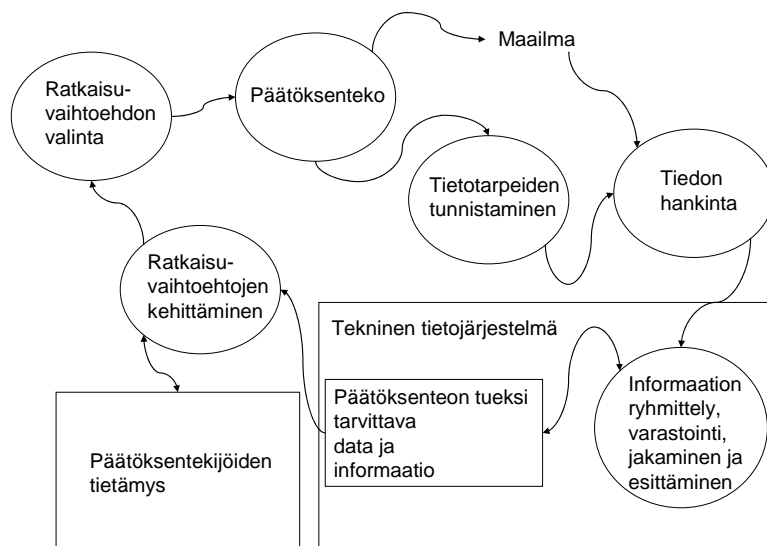 Maailma
Ratkaisu-
vaihtoehdon
valinta
Päätöksenteko
Tietotarpeiden
tunnistaminen
Tiedon
hankinta
Ratkaisu-
vaihtoehtojen
kehittäminen
Tekninen tietojärjestelmä
Päätöksenteon tueksi
tarvittava
data ja
informaatio
Informaation
ryhmittely,
varastointi,
jakaminen ja
esittäminen
Päätöksentekijöiden
tietämys